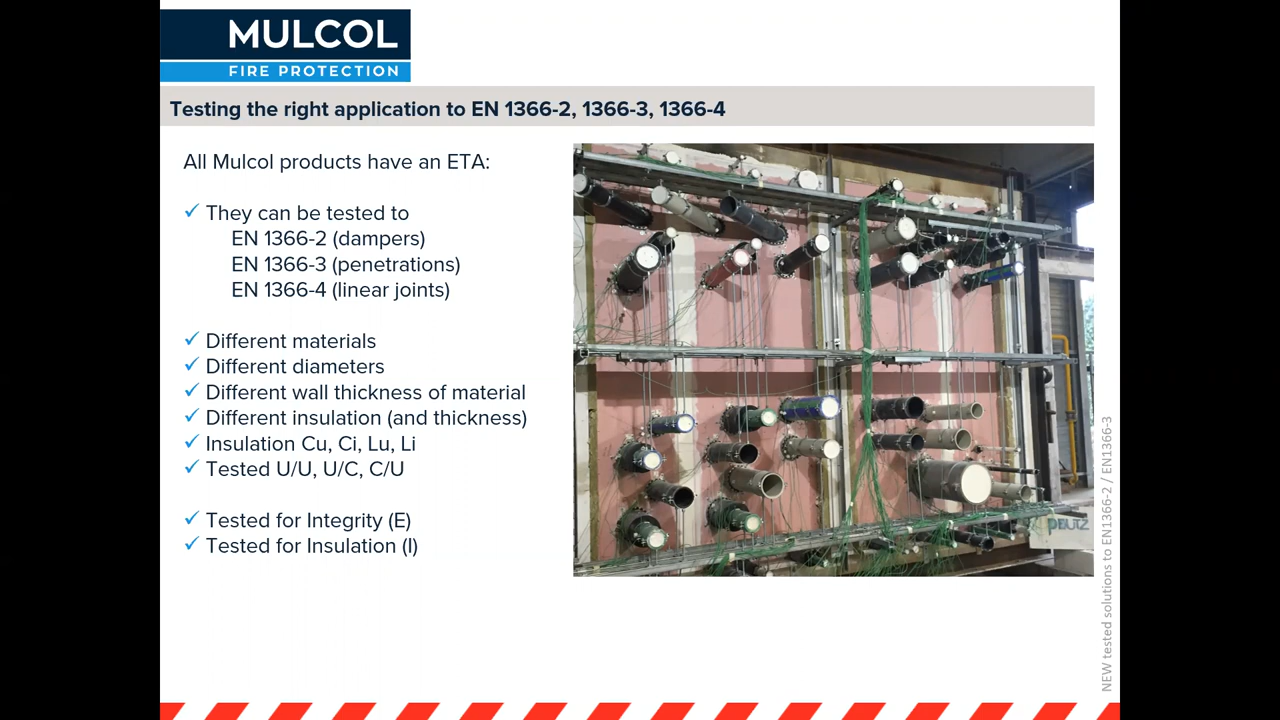 MULCOL
FIRE PROTECTION
Testing the right application to EN 1366-2, 1366-3, 1366-4
All Mulcol products have an ETA:
✓ They can be tested to
EN 1366-2 (dampers)
EN 1366-3 (penetrations)
EN 1366-4 (linear joints)
✓ Different materials
✓ Different diameters
✓ Different wall thickness of material
✓ Different insulation (and thickness)
✓ Insulation Cu, Ci, Lu, Li
✓ Tested U/U, U/C, C/U
✓ Tested for Integrity (E)
✓ Tested for Insulation (I)
DEUTZ
NEW tested solutions to EN1366-2 / EN1366-3